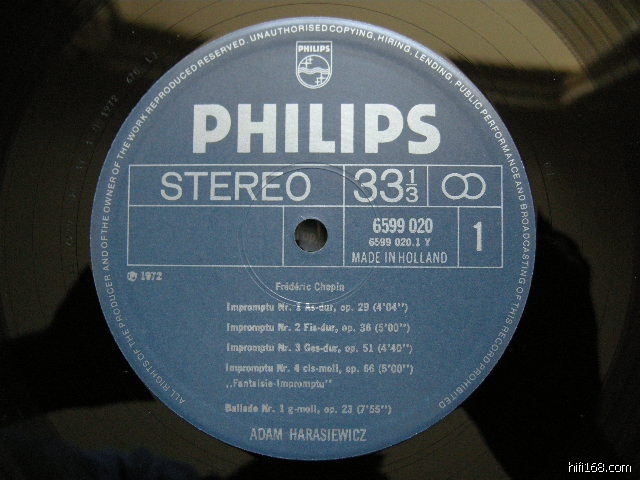 ALL RIGHTS OF THE PRODUCER AND OF THE OWNER OF THE WORK REPRODUCED RESERVED. UNAUTHORISED COPYING, HIRING, LENDING, PUBLIC PERFORMANCE AND BROADCASTING OF THIS RECORD PROHIBITED
PHILIPS
PHILIPS
STEREO 33 1/3
6599 020
6599 020.1 Y
MADE IN HOLLAND
1
℗ 1972
Frédéric Chopin
Impromptu Nr. 1 As-dur, op. 29 (4'04'')
Impromptu Nr. 2 Fis-dur, op. 36 (5'00'')
Impromptu Nr. 3 Ges-dur, op. 51 (4'40'')
Impromptu Nr. 4 cis-moll, op. 66 (5'00'')
„Fantaisie-Impromptu''
Ballade Nr. 1 g-moll, op. 23 (7'55'')
ADAM HARASIEWICZ
hifi168.com